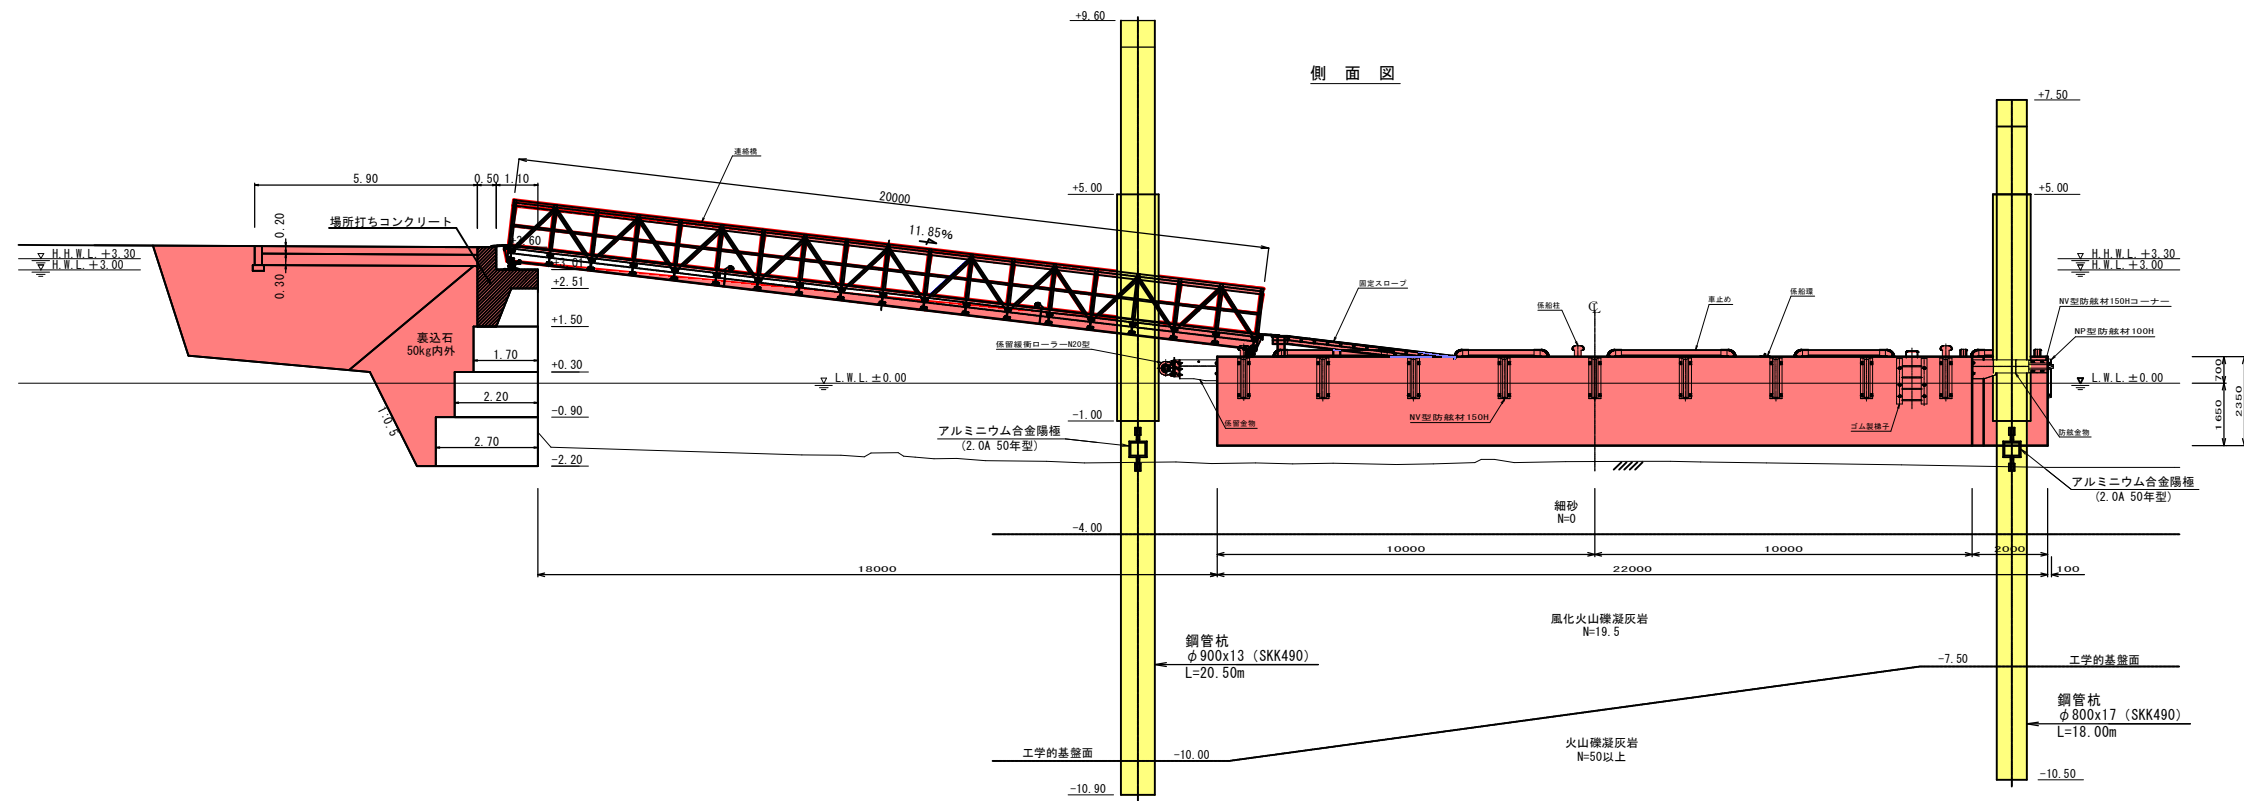 側 面 図
+9.60
+7.50
連絡橋
5.90
0.50
1.10
20000
+5.00
+5.00
場所打ちコンクリート
0.20
11.85%
H.H.W.L.+3.30
H.W.L.+3.00
0.30
+3.01
+2.51
H.H.W.L.+3.30
H.W.L.+3.00
固定スロープ
係船柱
車止め
係船環
NV型防舷材150Hコーナー
NP型防舷材100H
+1.50
裏込石
50kg内外
1.70
係留緩衝ローラーN20型
+0.30
L.W.L.±0.00
L.W.L.±0.00
700
1650
2350
2.20
1:0.5
-0.90
-1.00
係留金物
NV型防舷材150H
ゴム製梯子
防舷金物
2.70
アルミニウム合金陽極
(2.0A 50年型)
-2.20
アルミニウム合金陽極
(2.0A 50年型)
細砂
N=0
-4.00
10000
10000
2000
18000
22000
100
風化火山礫凝灰岩
N=19.5
鋼管杭
φ900x13 (SKK490)
L=20.50m
-7.50
工学的基盤面
鋼管杭
φ800x17 (SKK490)
L=18.00m
工学的基盤面
-10.00
火山礫凝灰岩
N=50以上
-10.50
-10.90